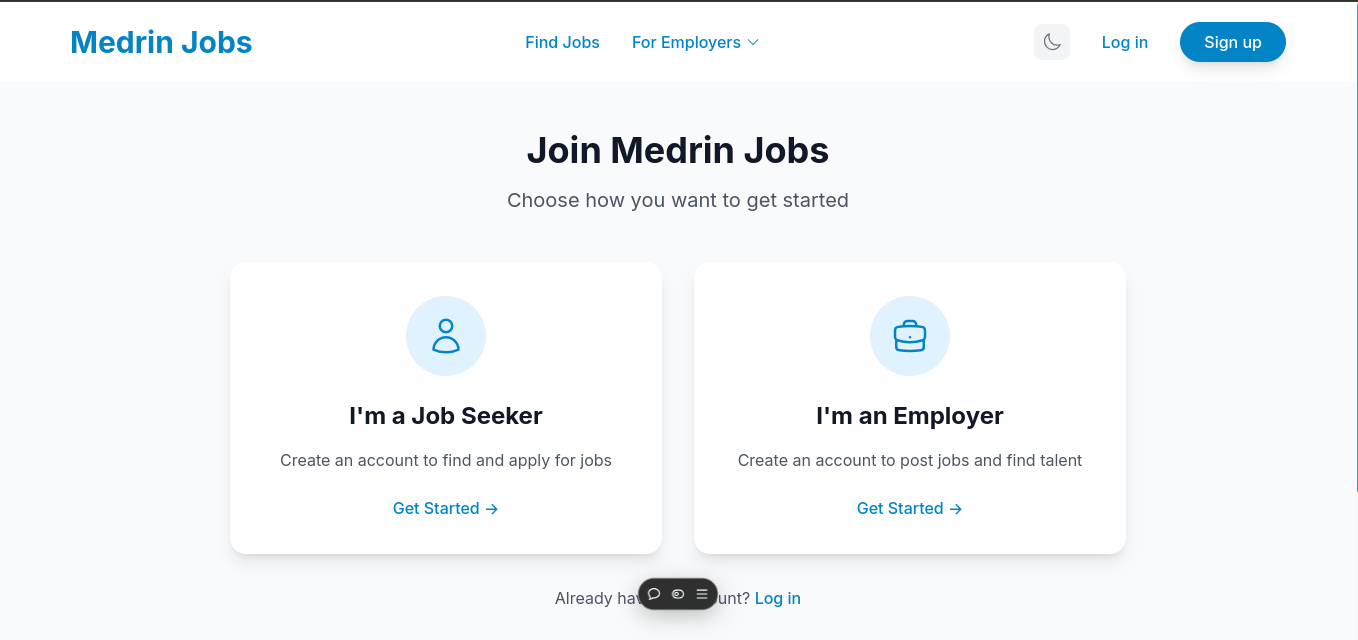 Medrin Jobs
Find Jobs
For Employers
Log in
Sign up
Join Medrin Jobs
Choose how you want to get started
I'm a Job Seeker
Create an account to find and apply for jobs
Get Started →
I'm an Employer
Create an account to post jobs and find talent
Get Started →
Already unt? Log in